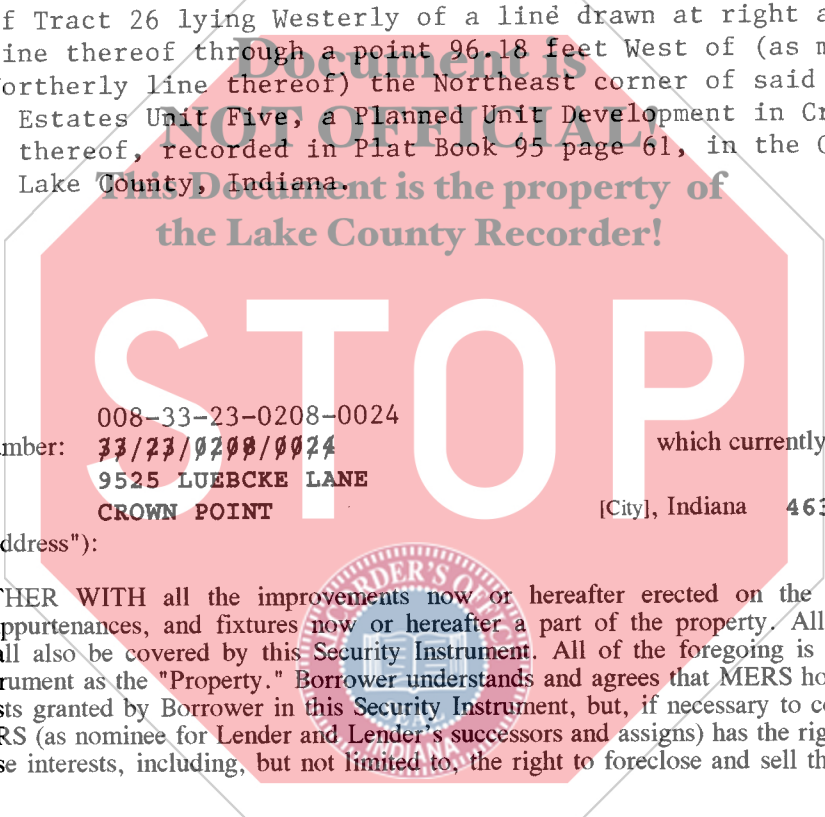 f Tract 26 lying Westerly of a line drawn at right a
ine thereof through a point 96.18 feet West of (as m
ortherly line thereof) the Northeast corner of said
Document is
Estates Unit Five, a Planned Unit Development in Cr
NOT OFFICIAL!
thereof, recorded in Plat Book 95 page 61, in the O
Lake County, Indiana.
This Document is the property of
the Lake County Recorder!
STOP
008-33-23-0208-0024
mber: 33/23/0208/0024 which currently
9525 LUEBCKE LANE
CROWN POINT [City], Indiana 463
ddress"):
THER WITH all the improvements now or hereafter erected on the
ppurtenances, and fixtures now or hereafter a part of the property. All
all also be covered by this Security Instrument. All of the foregoing is
rument as the "Property." Borrower understands and agrees that MERS ho
sts granted by Borrower in this Security Instrument, but, if necessary to c
RS (as nominee for Lender and Lender's successors and assigns) has the rig
se interests, including, but not limited to, the right to foreclose and sell th
RECORDER'S OFFICE
SEAL
INDIANA